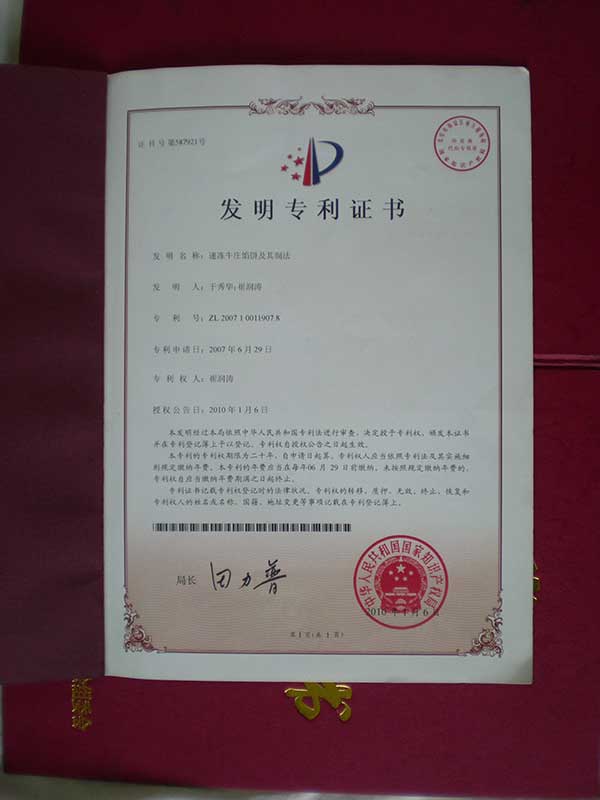 证书号第587921号
发明专利证书
发明名称：速冻牛庄馅饼及其制法
发明人：于秀华;崔润涛
专利号：ZL 2007 1 0011907.8
专利申请日：2007年6月29日
专利权人：崔润涛
授权公告日：2010年1月6日
本发明经过本局依照中华人民共和国专利法进行审查，决定授予专利权，颁发本证书
并在专利登记簿上予以登记。专利权自授权公告之日起生效。
本专利的专利权期限为二十年，自申请日起算。专利权人应当依照专利法及其实施细
则规定缴纳年费。本专利的年费应当在每年06月29日前缴纳。未按照规定缴纳年费的，
专利权自应当缴纳年费期满之日起终止。
专利证书记载专利权登记时的法律状况。专利权的转移、质押、无效、终止、恢复和
专利权人的姓名或名称、国籍、地址变更等事项记载在专利登记簿上。
局长
田力普
中华人民共和国国家知识产权局
2010年1月6日
第1页(共1页)